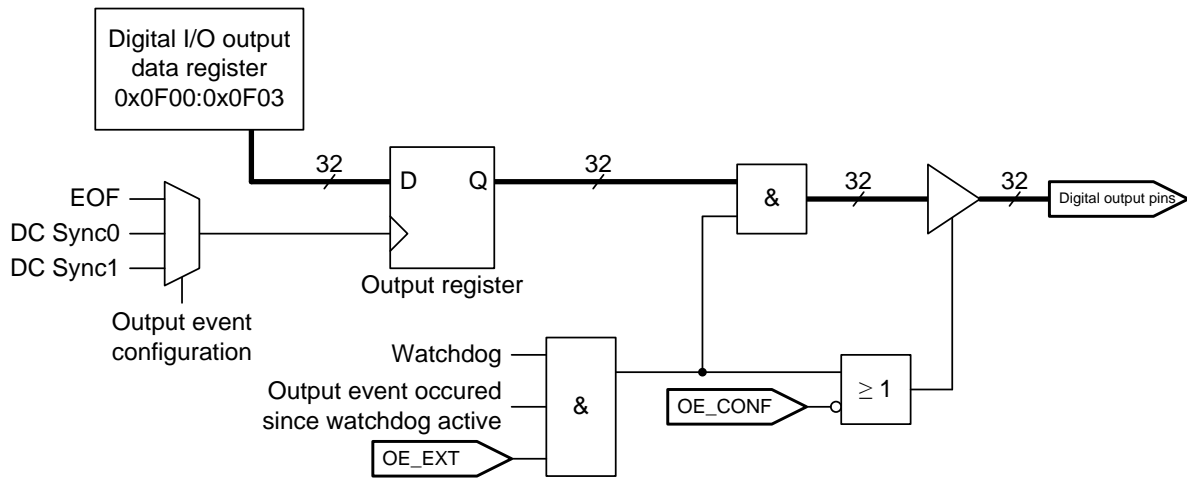 Digital I/O output
data register
0x0F00:0x0F03
32
32
32
32
D
Q
&
Digital output pins
EOF
DC Sync0
DC Sync1
Output register
Output event
configuration
Watchdog
Output event occured
since watchdog active
OE_EXT
&
OE_CONF
≥ 1